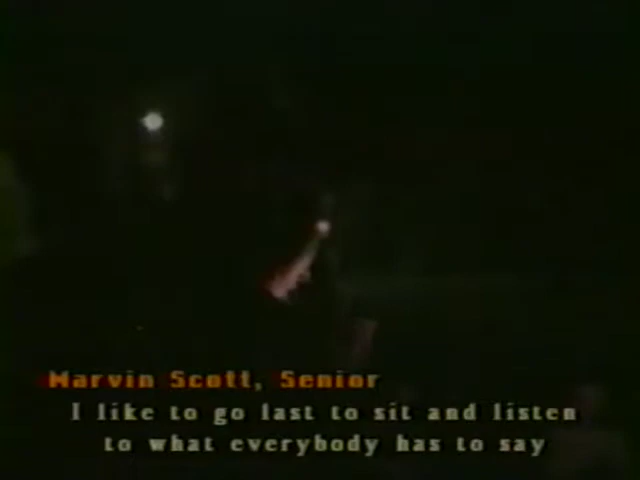 Marvin Scott, Senior
I like to go last to sit and listen
to what everybody has to say